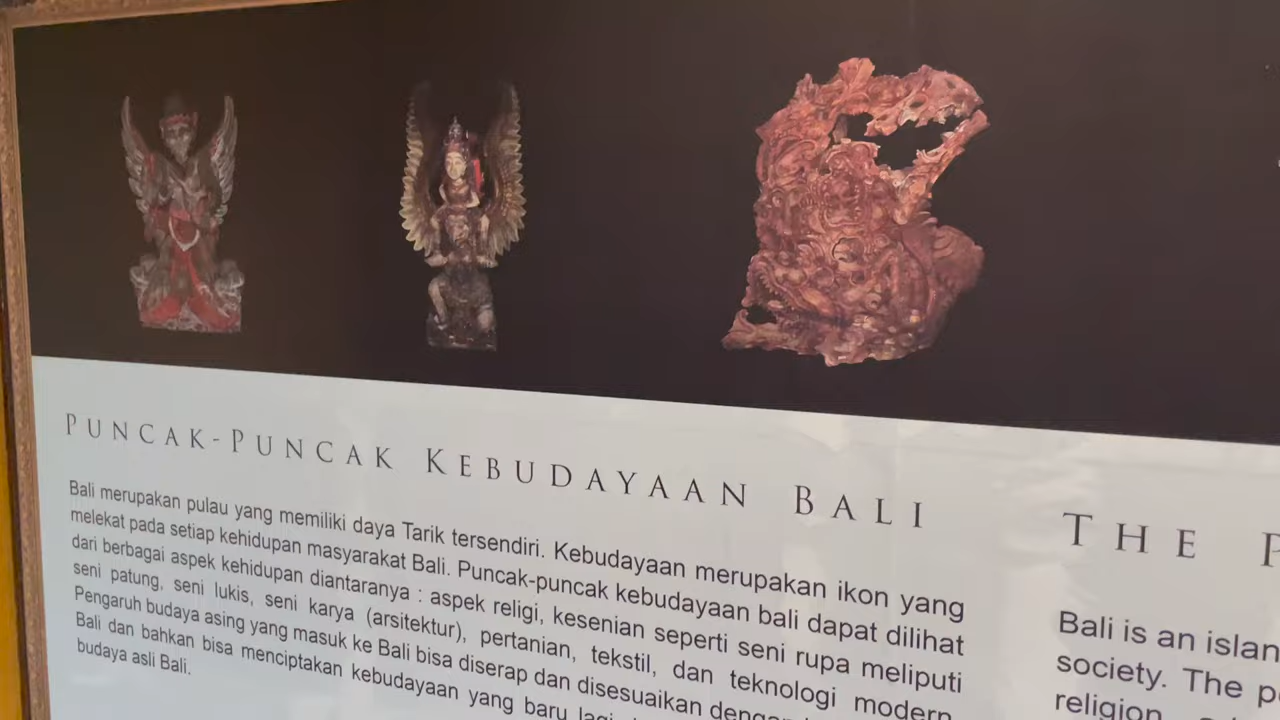 PUNCAK-PUNCAK KEBUDAYAAN BALI
Bali merupakan pulau yang memiliki daya Tarik tersendiri. Kebudayaan merupakan ikon yang
melekat pada setiap kehidupan masyarakat Bali. Puncak-puncak kebudayaan bali dapat dilihat
dari berbagai aspek kehidupan diantaranya : aspek religi, kesenian seperti seni rupa meliputi
seni patung, seni lukis, seni karya (arsitektur), pertanian, tekstil, dan teknologi modern.
Pengaruh budaya asing yang masuk ke Bali bisa diserap dan disesuaikan dengan
Bali dan bahkan bisa menciptakan kebudayaan yang baru lagi
budaya asli Bali.
THE
Bali is an
society. The
religion